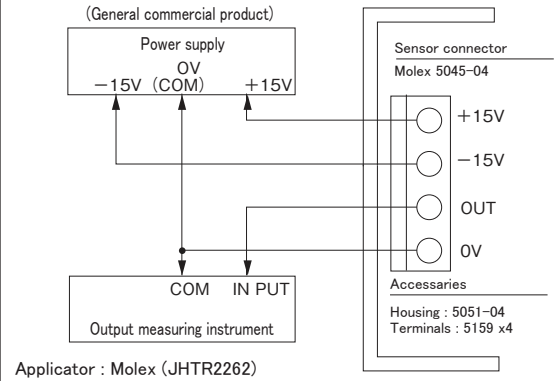 (General commercial product)
Power supply
0V
−15V (COM) +15V
Sensor connector
Molex 5045-04
+15V
−15V
OUT
0V
COM IN PUT
Output measuring instrument
Accessaries
Housing : 5051-04
Terminals : 5159 x4
Applicator : Molex (JHTR2262)